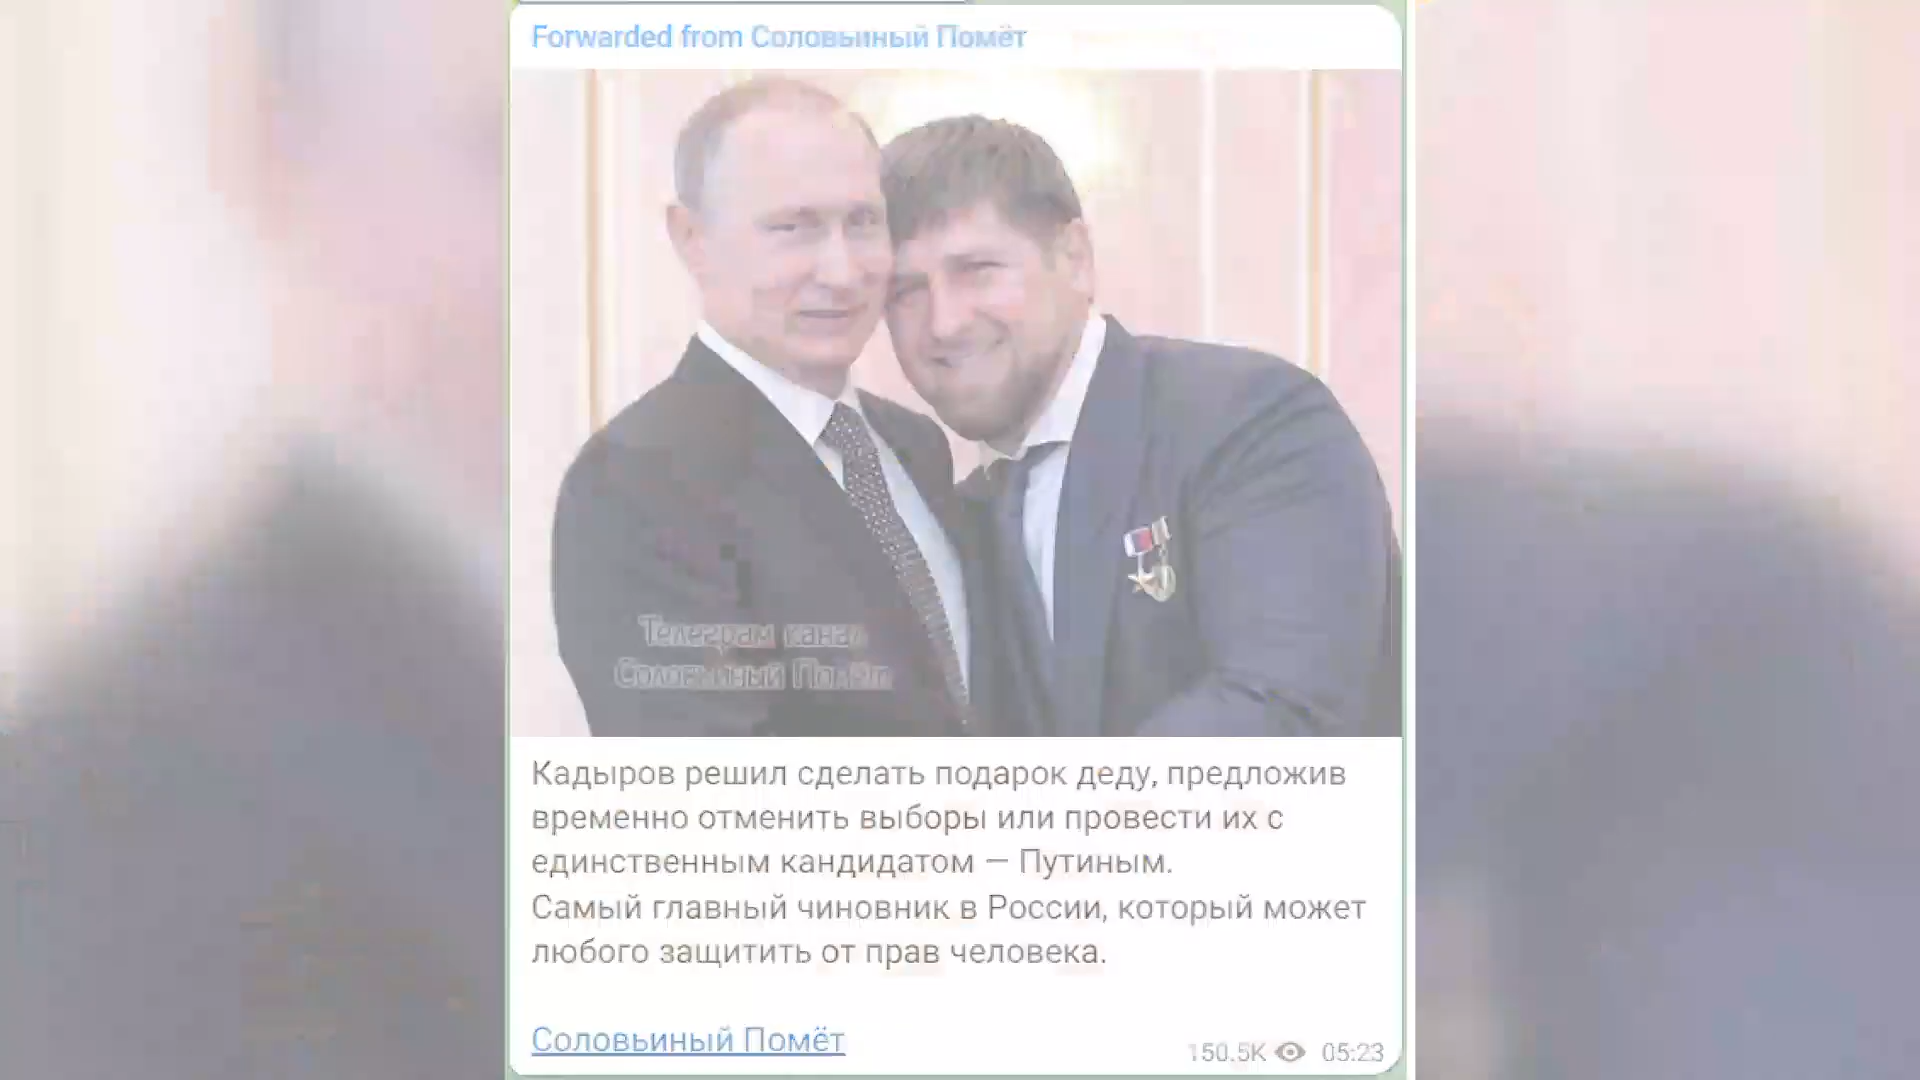 Forwarded from Соловьиный Помёт
Телеграм канал
Соловьиный Помёт
Кадыров решил сделать подарок деду, предложив
временно отменить выборы или провести их с
единственным кандидатом — Путиным.
Самый главный чиновник в России, который может
любого защитить от прав человека.
Соловьиный Помёт
150.5K 05:23